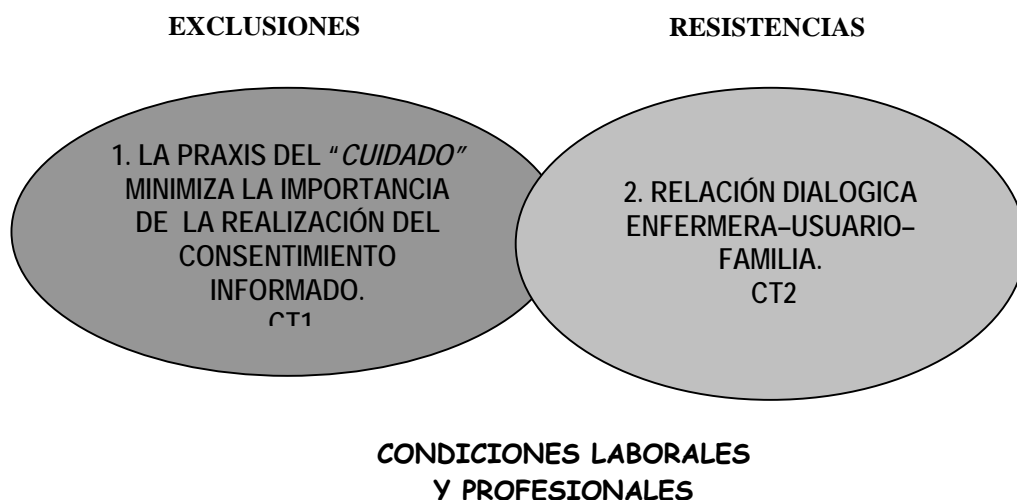 EXCLUSIONES
RESISTENCIAS
1. LA PRAXIS DEL “CUIDADO”
MINIMIZA LA IMPORTANCIA
DE LA REALIZACIÓN DEL
CONSENTIMIENTO
INFORMADO.
CT1
2. RELACIÓN DIALOGICA
ENFERMERA–USUARIO–
FAMILIA.
CT2
CONDICIONES LABORALES
Y PROFESIONALES